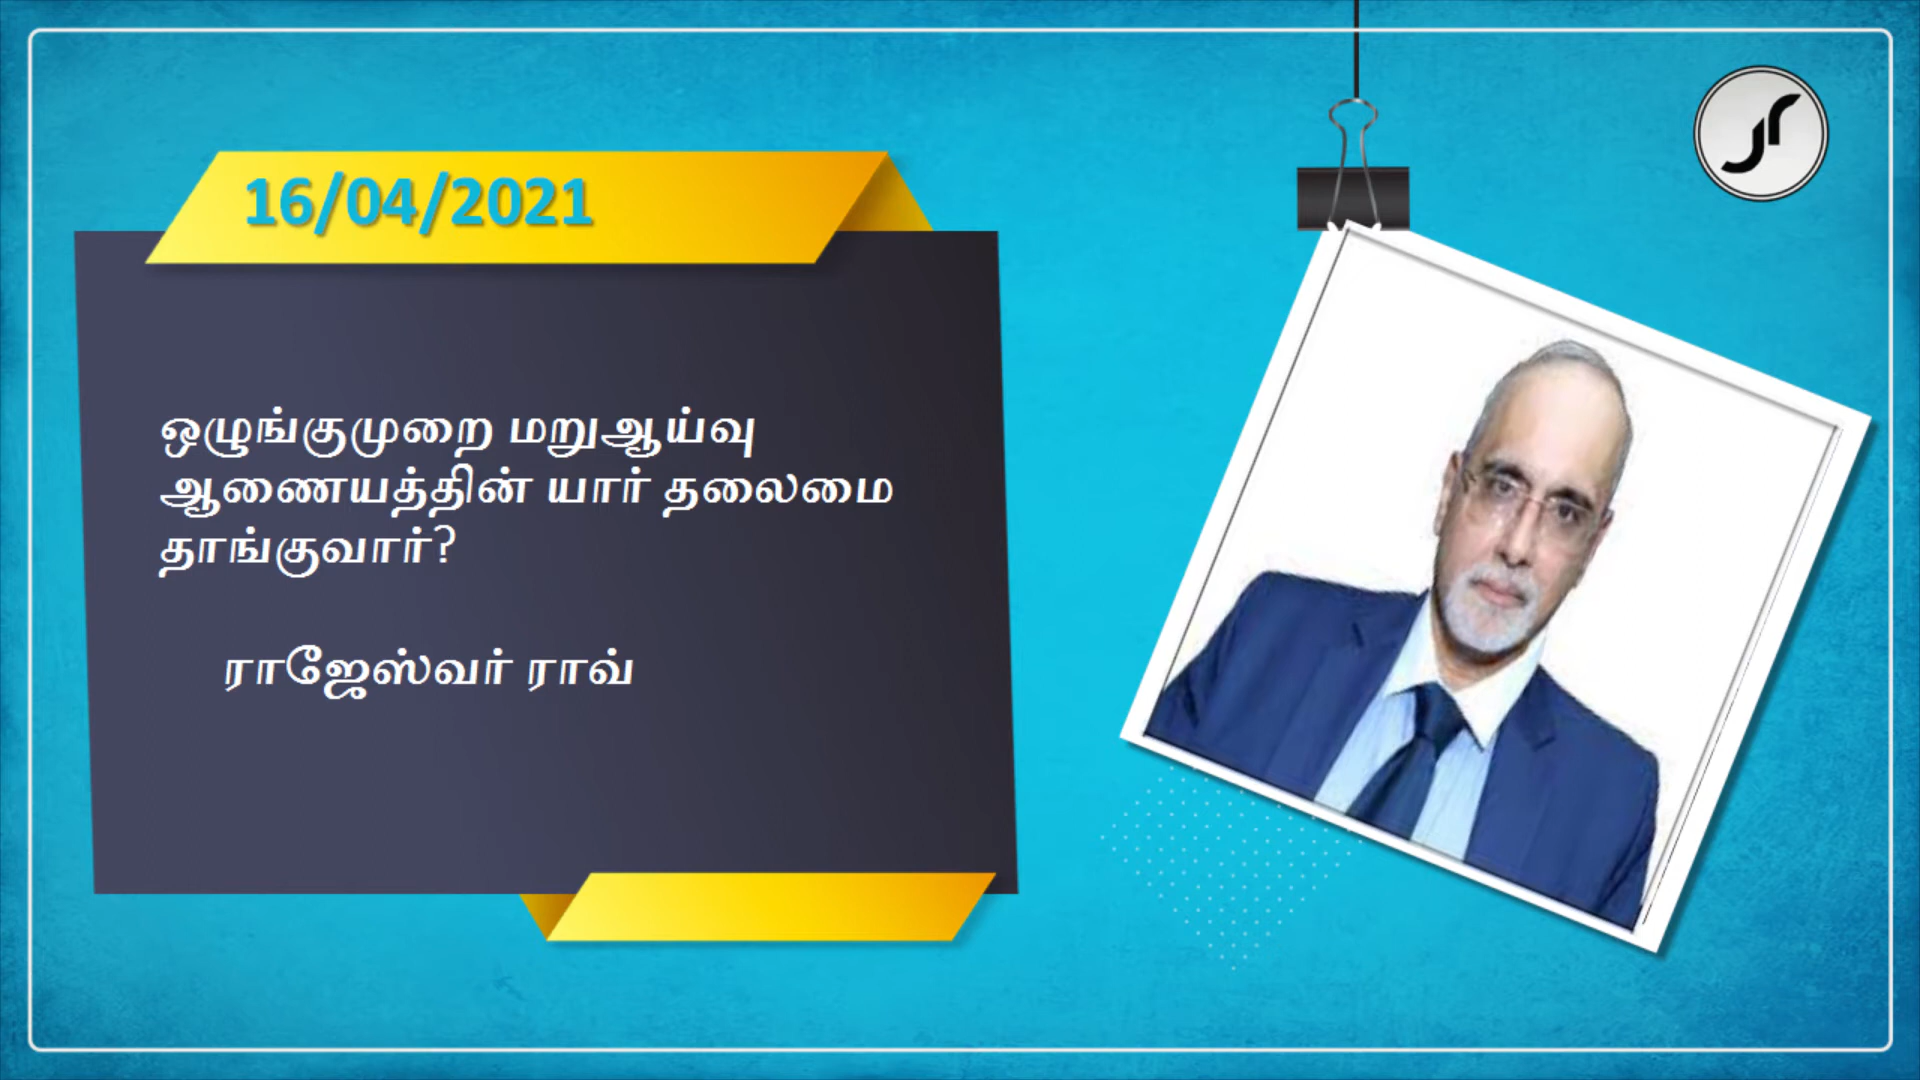 16/04/2021
ஒழுங்குமுறை மறுஆய்வு
ஆணையத்தின் யார் தலைமை
தாங்குவார்?
ராஜேஸ்வர் ராவ்